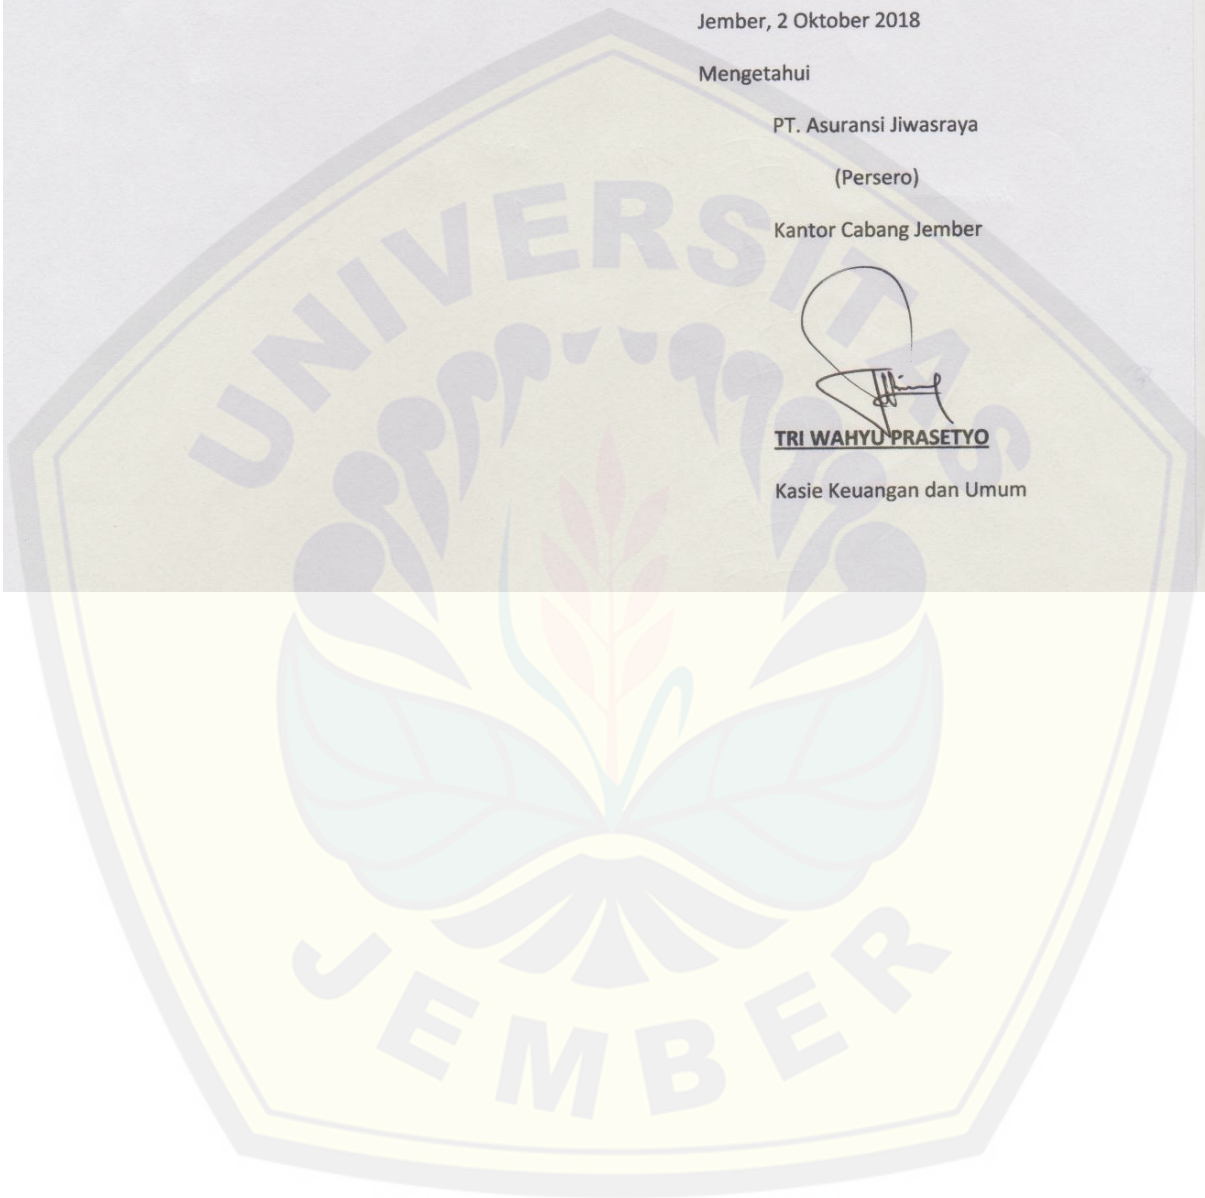 Jember, 2 Oktober 2018
Mengetahui
PT. Asuransi Jiwasraya
(Persero)
Kantor Cabang Jember
TRI WAHYU PRASETYO
Kasie Keuangan dan Umum
UNIVERSITAS
JEMBER